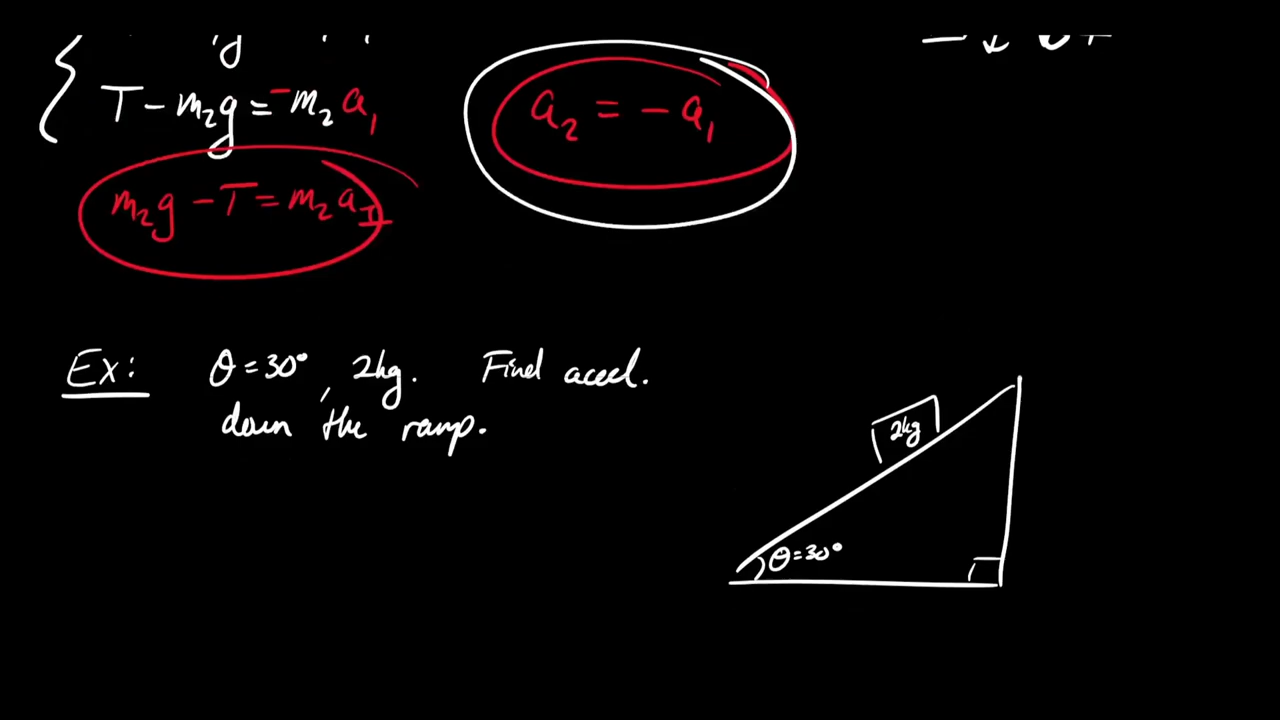 T - m₂g = -m₂a₁
a₂ = -a₁
m₂g - T = m₂a₁
Ex: θ = 30°, 2kg. Find accel.
down the ramp.
2kg
θ = 30°